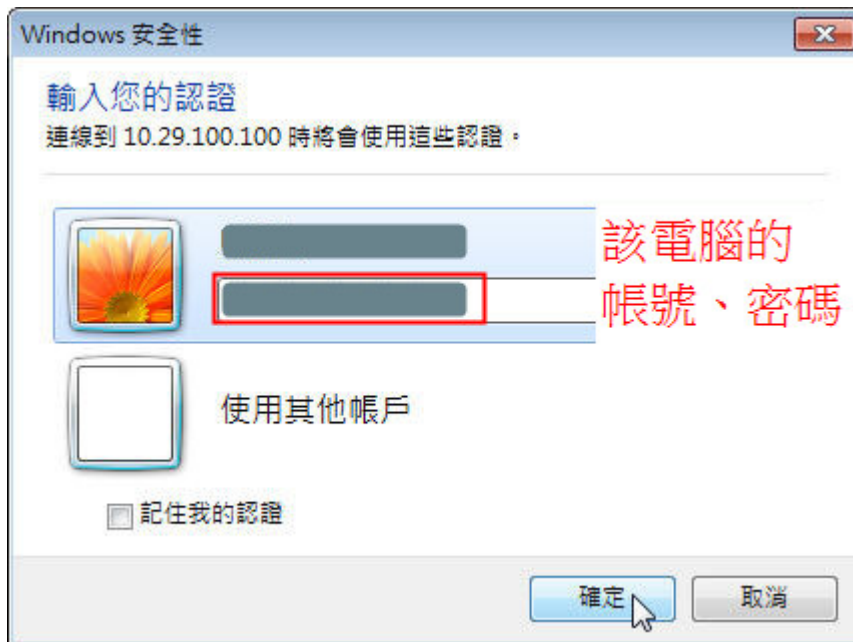 Windows 安全性
輸入您的認證
連線到 10.29.100.100 時將會使用這些認證。
該電腦的
帳號、密碼
使用其他帳戶
記住我的認證
確定
取消